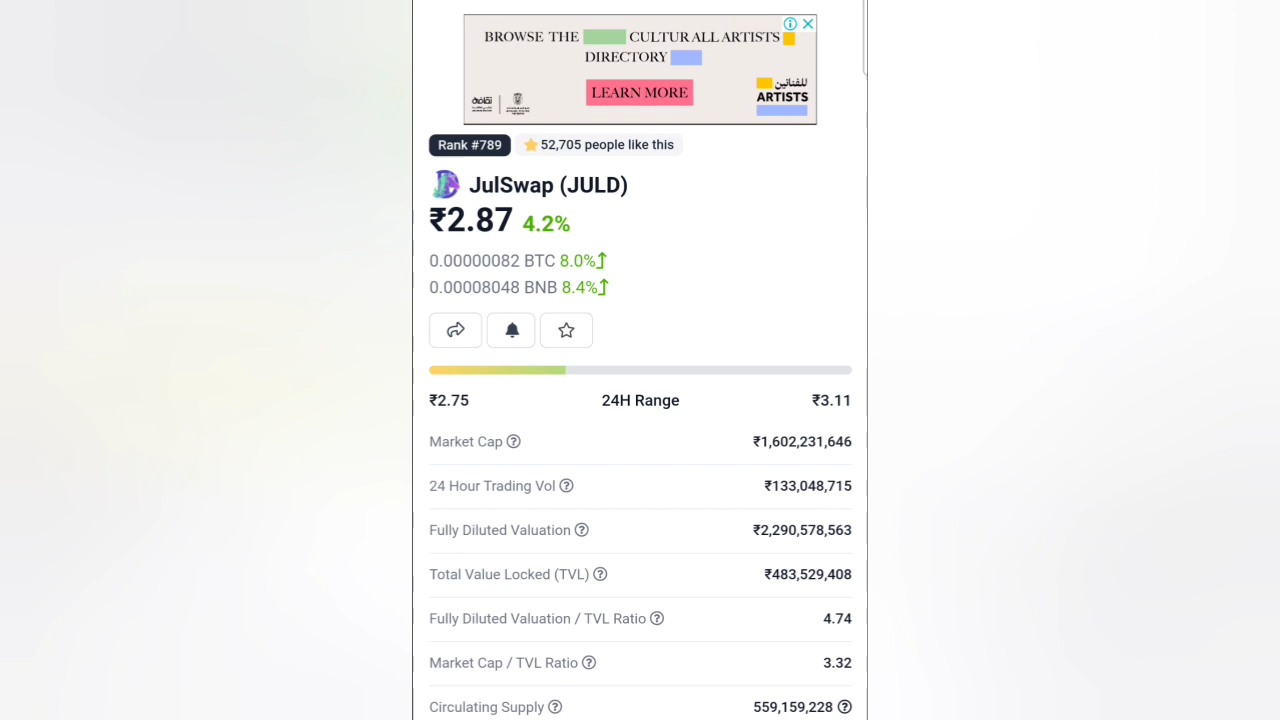 BROWSE THE CULTUR ALL ARTISTS
DIRECTORY
LEARN MORE
للفنانين
ARTISTS
Rank #789
52,705 people like this
JulSwap (JULD)
₹2.87 4.2%
0.00000082 BTC 8.0%
0.00008048 BNB 8.4%
₹2.75 24H Range ₹3.11
Market Cap ₹1,602,231,646
24 Hour Trading Vol ₹133,048,715
Fully Diluted Valuation ₹2,290,578,563
Total Value Locked (TVL) ₹483,529,408
Fully Diluted Valuation / TVL Ratio 4.74
Market Cap / TVL Ratio 3.32
Circulating Supply 559,159,228